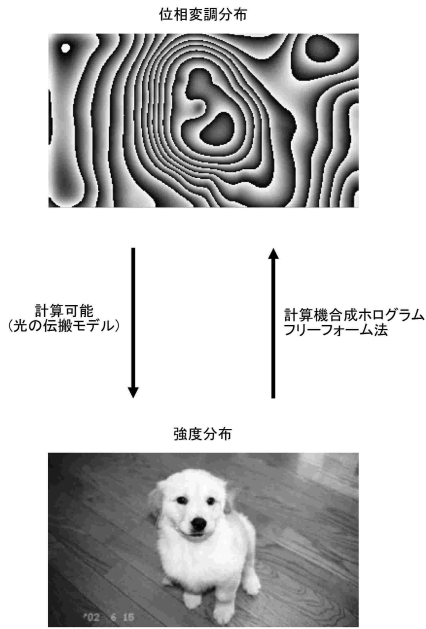 位相変調分布
計算可能
(光の伝搬モデル)
計算機合成ホログラム
フリーフォーム法
強度分布
'02 6 15